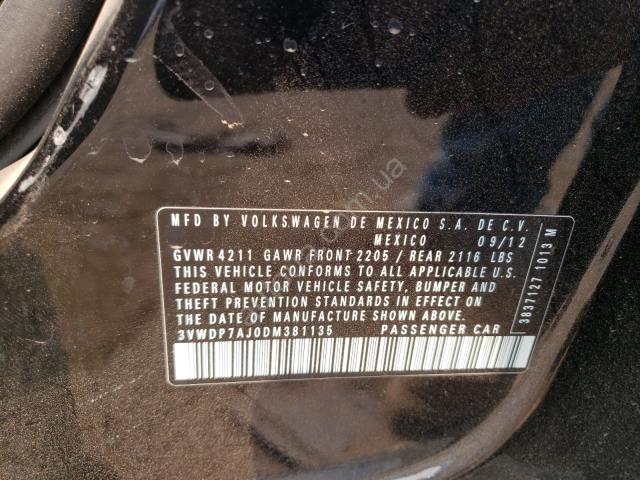 MFD BY VOLKSWAGEN DE MEXICO S.A. DE C.V.
MEXICO 09/12
GVWR 4211 GAWR FRONT 2205 / REAR 2116 LBS
THIS VEHICLE CONFORMS TO ALL APPLICABLE U.S.
FEDERAL MOTOR VEHICLE SAFETY, BUMPER AND
THEFT PREVENTION STANDARDS IN EFFECT ON
THE DATE OF MANUFACTURE SHOWN ABOVE.
3VWDP7AJ0DM381135 PASSENGER CAR
3837127 1013 M